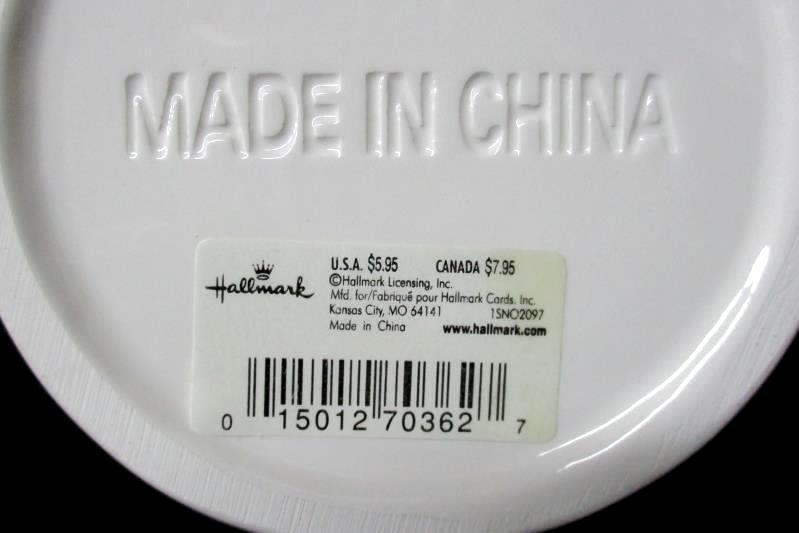 MADE IN CHINA
Hallmark
U.S.A. $5.95 CANADA $7.95
©Hallmark Licensing, Inc.
Mfd. for/Fabriqué pour Hallmark Cards. Inc.
Kansas City, MO 64141 1SNO2097
Made in China www.hallmark.com
0 15012 70362 7